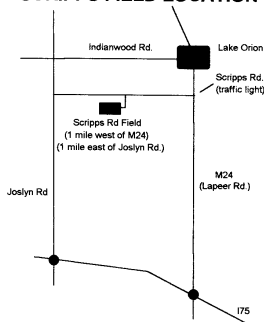 Indianwood Rd.
Lake Orion
Scripps Rd.
(traffic light)
Scripps Rd Field
(1 mile west of M24)
(1 mile east of Joslyn Rd.)
Joslyn Rd
M24
(Lapeer Rd.)
I75